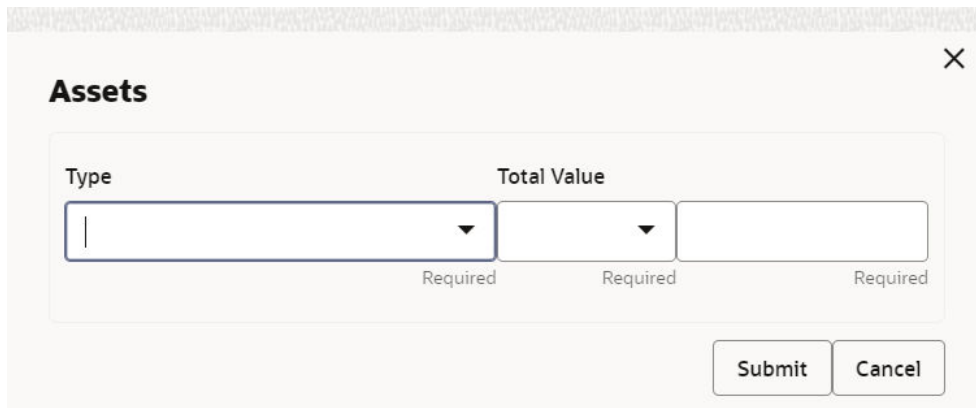 Assets
Type Total Value
Required Required Required
Submit Cancel